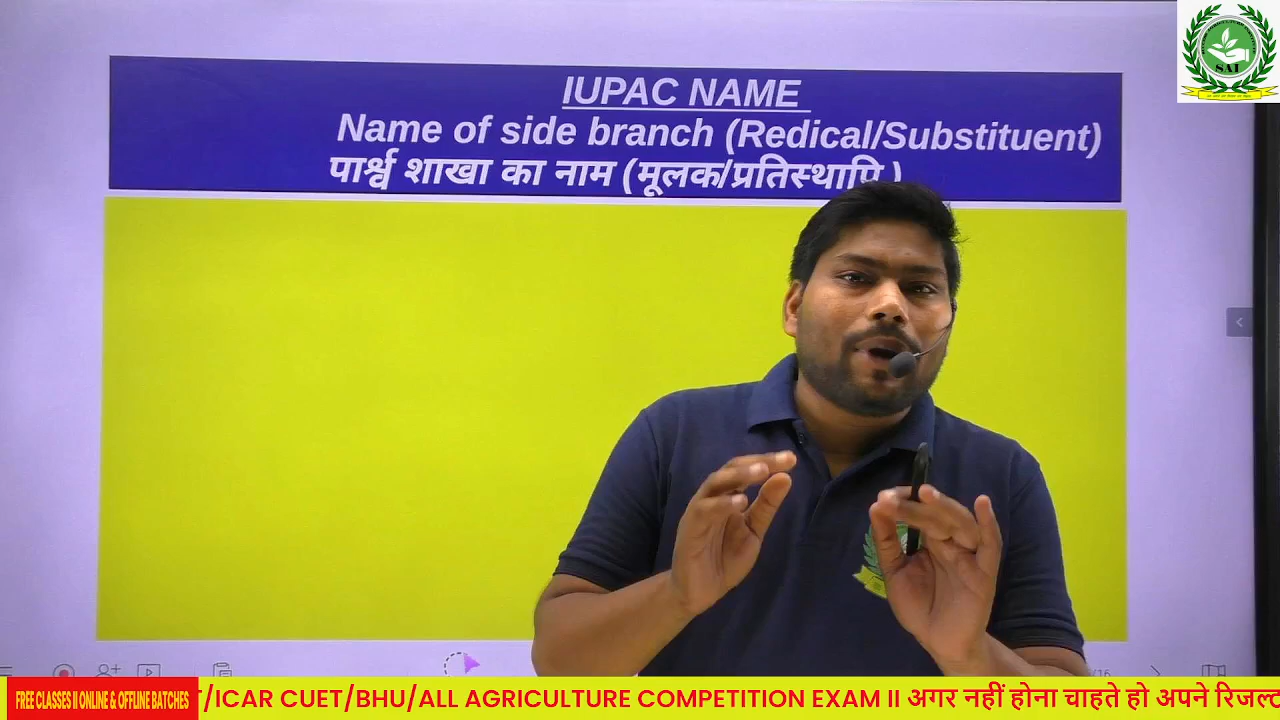 IUPAC NAME
Name of side branch (Redical/Substituent)
पार्श्व शाखा का नाम (मूलक/प्रतिस्थापि )
SAI
FREE CLASSES II ONLINE & OFFLINE BATCHES
T/ICAR CUET/BHU/ALL AGRICULTURE COMPETITION EXAM II अगर नहीं होना चाहते हो अपने रिजल्ट